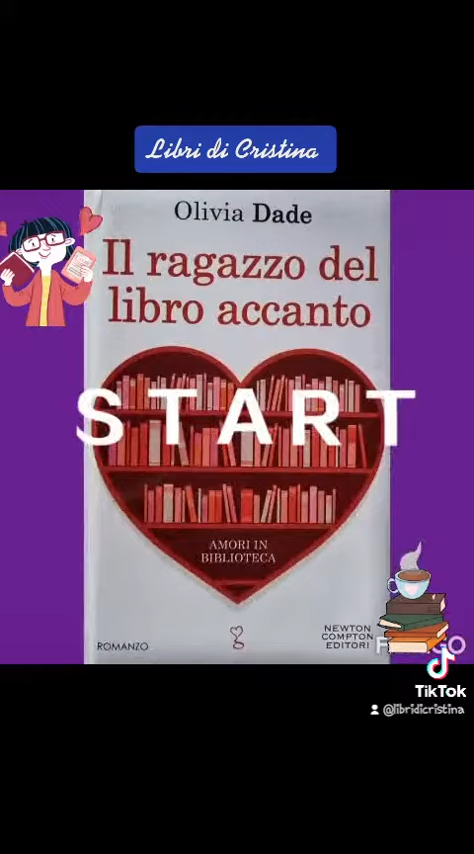 Libri di Cristina
Olivia Dade
Il ragazzo del
libro accanto
START
AMORI IN
BIBLIOTECA
ROMANZO
NEWTON
COMPTON
EDITORI
TikTok
@libridicristina